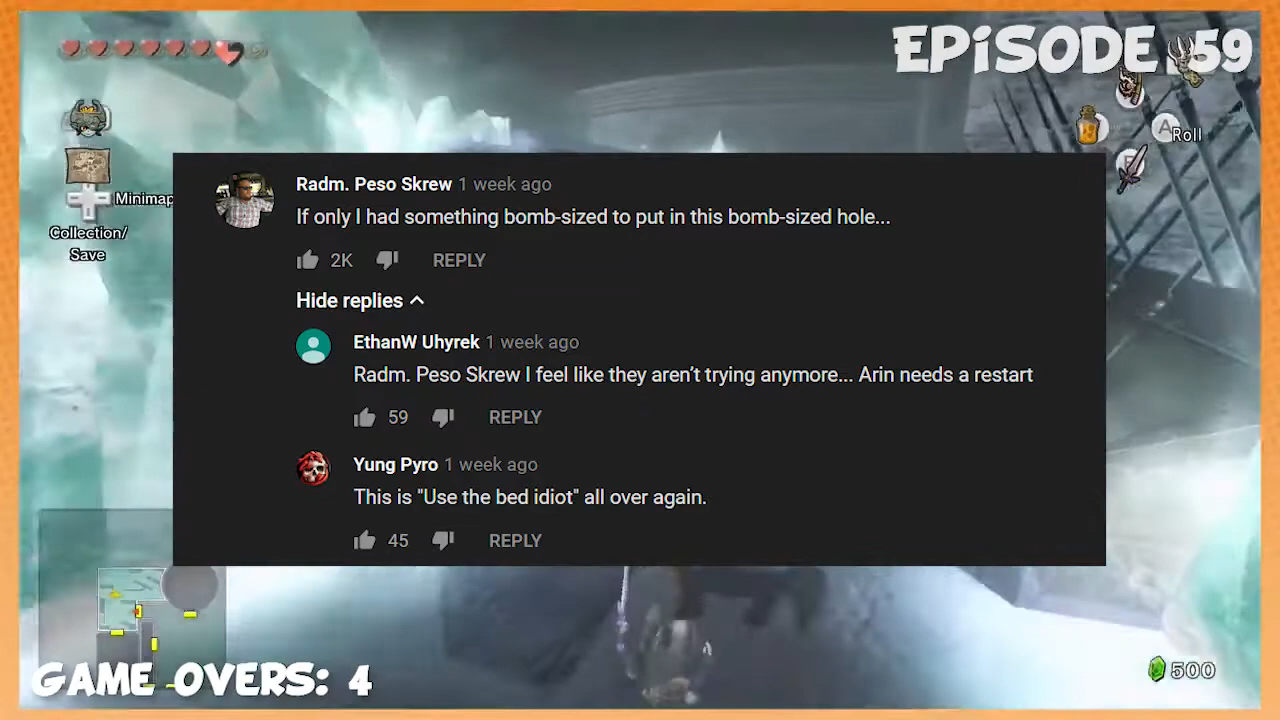 EPISODE 59
Roll
Minimap
Collection/
Save
Radm. Peso Skrew 1 week ago
If only I had something bomb-sized to put in this bomb-sized hole...
2K REPLY
Hide replies
EthanW Uhyrek 1 week ago
Radm. Peso Skrew I feel like they aren't trying anymore... Arin needs a restart
59 REPLY
Yung Pyro 1 week ago
This is "Use the bed idiot" all over again.
45 REPLY
GAME OVERS: 4
500